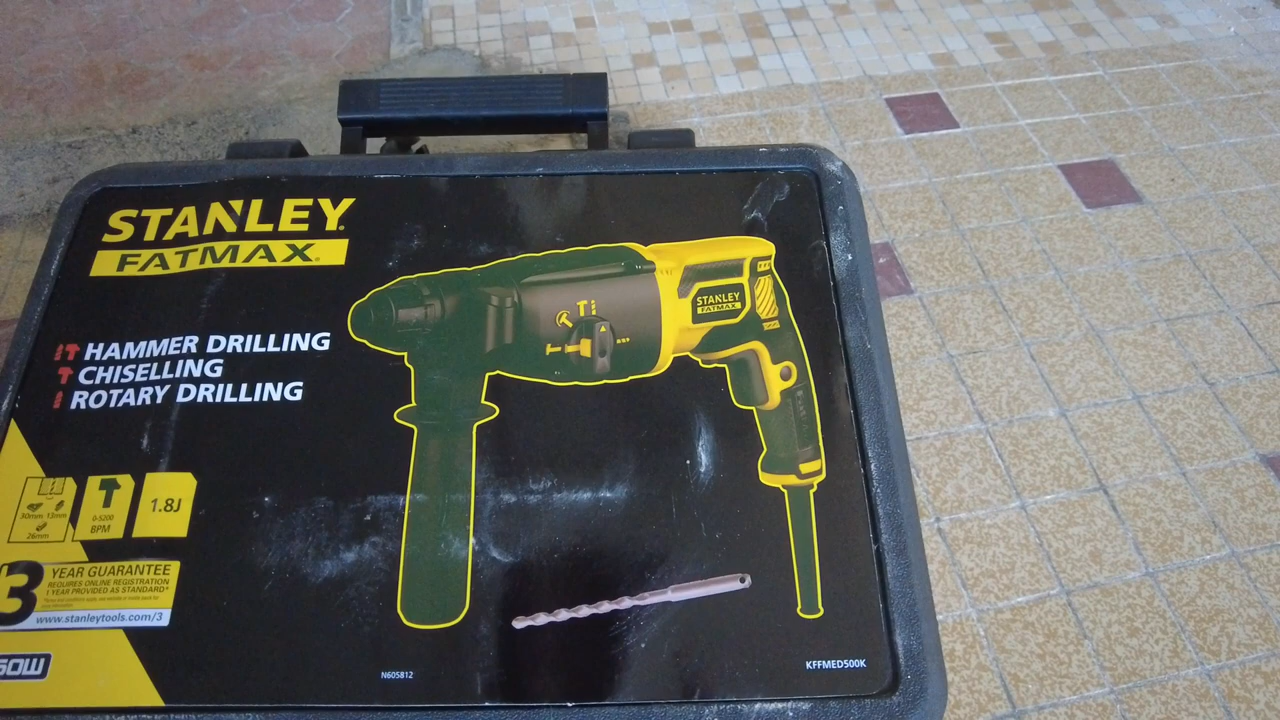 STANLEY
FATMAX
HAMMER DRILLING
CHISELLING
ROTARY DRILLING
STANLEY
FATMAX
30mm 13mm
26mm
0-5200
BPM
1.8J
3 YEAR GUARANTEE
REQUIRES ONLINE REGISTRATION
1 YEAR PROVIDED AS STANDARD*
www.stanleytools.com/3
50W
N605812
KFFMED500K